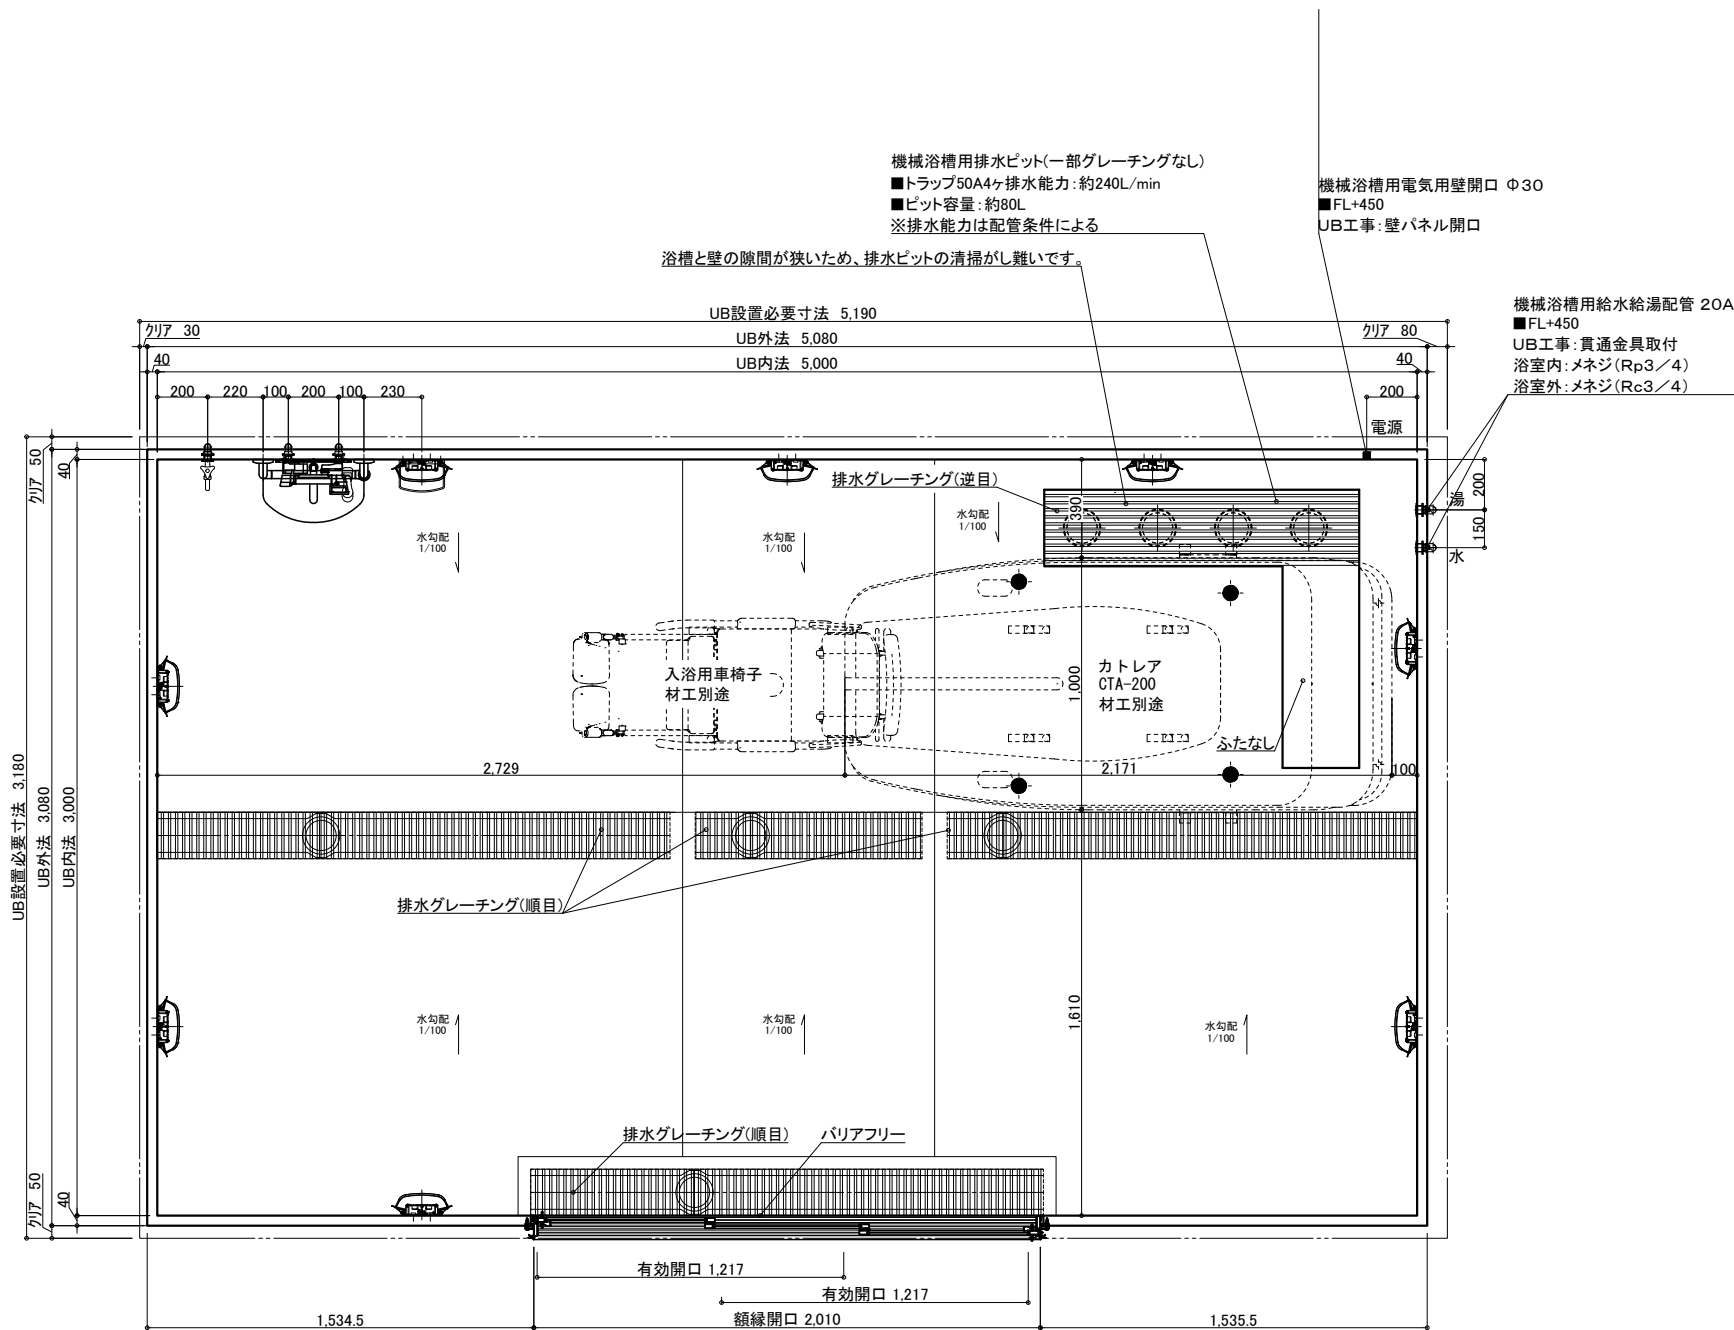 機械浴槽用排水ピット(一部グレーチングなし)
■トラップ50A4ヶ排水能力:約240L/min
■ピット容量:約80L
※排水能力は配管条件による
機械浴槽用電気用壁開口 Φ30
■FL+450
UB工事:壁パネル開口
浴槽と壁の隙間が狭いため、排水ピットの清掃がし難いです。
機械浴槽用給水給湯配管 20A
■FL+450
UB工事:貫通金具取付
浴室内:メネジ(Rp3/4)
浴室外:メネジ(Rc3/4)
UB設置必要寸法 5,190
クリア 30
UB外法 5,080
クリア 80
40
UB内法 5,000
40
200
220
100
200
100
230
200
電源
クリア 50
40
排水グレーチング(逆目)
390
湯
200
150
水
水勾配
1/100
水勾配
1/100
水勾配
1/100
入浴用車椅子
材工別途
1,000
カトレア
CTA-200
材工別途
ふたなし
2,729
2,171
100
UB設置必要寸法 3,180
UB外法 3,080
UB内法 3,000
排水グレーチング(順目)
1,610
水勾配
1/100
水勾配
1/100
水勾配
1/100
排水グレーチング(順目)
バリアフリー
クリア 50
40
有効開口 1,217
有効開口 1,217
1,534.5
額縁開口 2,010
1,535.5